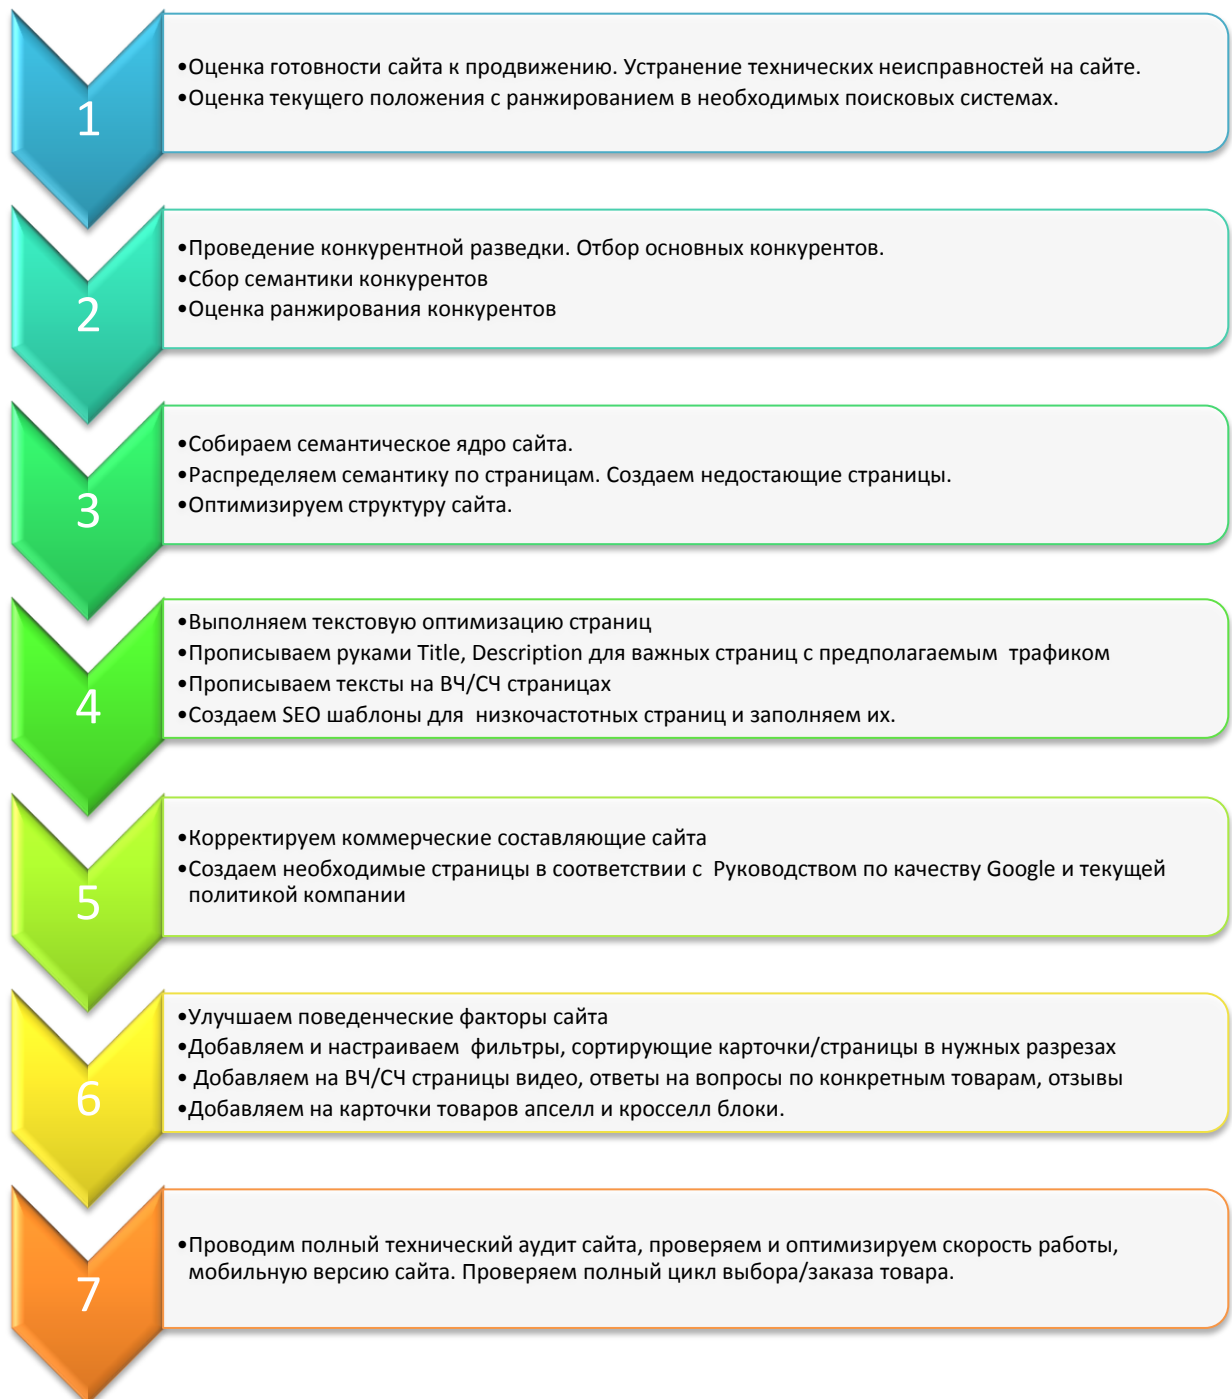 1
•Оценка готовности сайта к продвижению. Устранение технических неисправностей на сайте.
•Оценка текущего положения с ранжированием в необходимых поисковых системах.
2
•Проведение конкурентной разведки. Отбор основных конкурентов.
•Сбор семантики конкурентов
•Оценка ранжирования конкурентов
3
•Собираем семантическое ядро сайта.
•Распределяем семантику по страницам. Создаем недостающие страницы.
•Оптимизируем структуру сайта.
4
•Выполняем текстовую оптимизацию страниц
•Прописываем руками Title, Description для важных страниц с предполагаемым трафиком
•Прописываем тексты на ВЧ/СЧ страницах
•Создаем SEO шаблоны для низкочастотных страниц и заполняем их.
5
•Корректируем коммерческие составляющие сайта
•Создаем необходимые страницы в соответствии с Руководством по качеству Google и текущей
политикой компании
6
•Улучшаем поведенческие факторы сайта
•Добавляем и настраиваем фильтры, сортирующие карточки/страницы в нужных разрезах
• Добавляем на ВЧ/СЧ страницы видео, ответы на вопросы по конкретным товарам, отзывы
•Добавляем на карточки товаров апселл и кросселл блоки.
7
•Проводим полный технический аудит сайта, проверяем и оптимизируем скорость работы,
мобильную версию сайта. Проверяем полный цикл выбора/заказа товара.